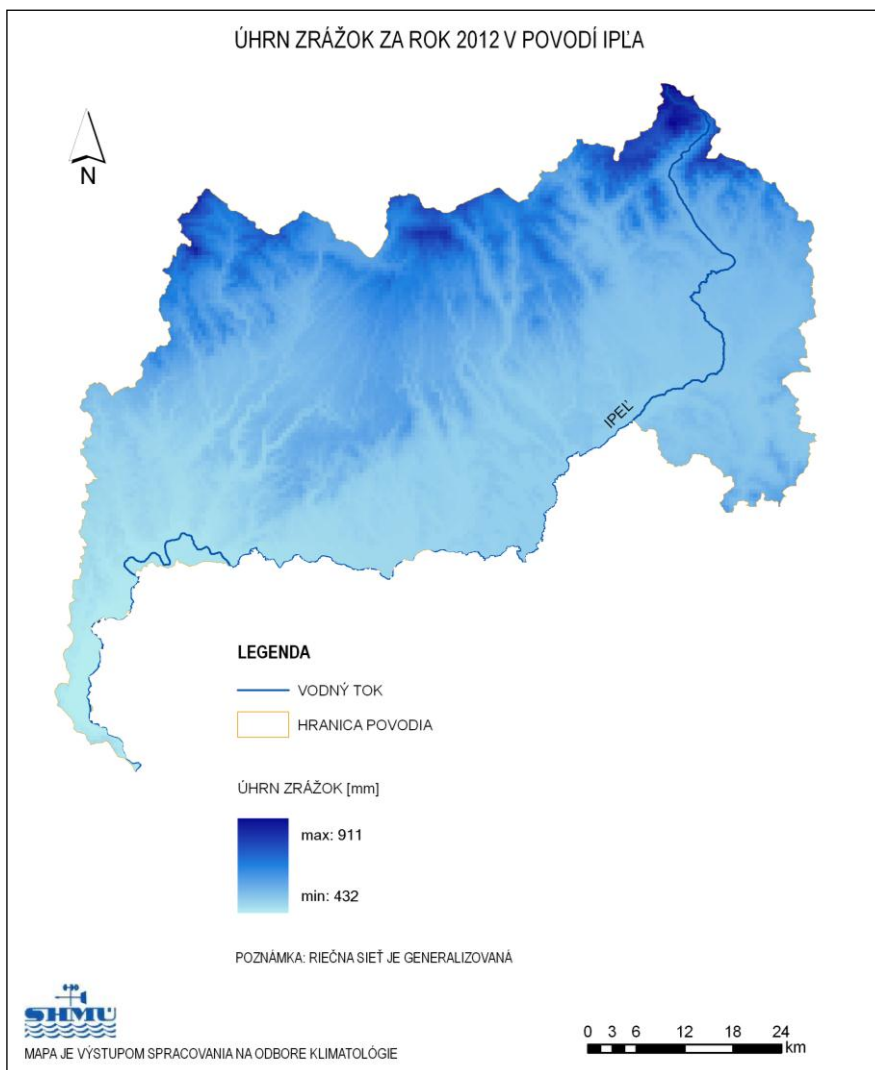 ÚHRN ZRÁŽOK ZA ROK 2012 V POVODÍ IPĽA
N
IPEĽ
LEGENDA
VODNÝ TOK
HRANICA POVODIA
ÚHRN ZRÁŽOK [mm]
max: 911
min: 432
POZNÁMKA: RIEČNA SIEŤ JE GENERALIZOVANÁ
SHMÚ
MAPA JE VÝSTUPOM SPRACOVANIA NA ODBORE KLIMATOLÓGIE
0 3 6 12 18 24
km